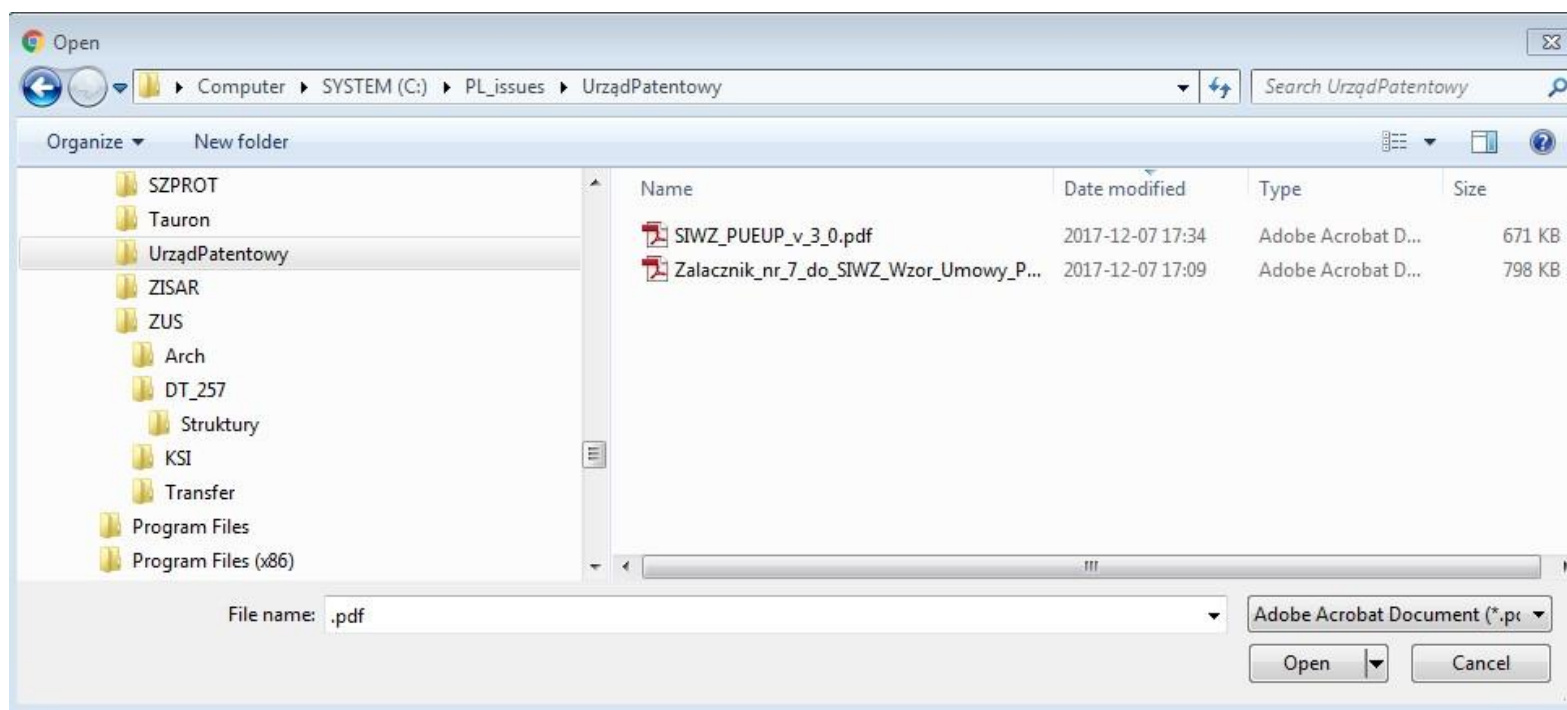 Open
Computer ▸ SYSTEM (C:) ▸ PL_issues ▸ UrządPatentowy
Search UrządPatentowy
Organize New folder
SZPROT
Tauron
UrządPatentowy
ZISAR
ZUS
Arch
DT_257
Struktury
KSI
Transfer
Program Files
Program Files (x86)
Name Date modified Type Size
SIWZ_PUEUP_v_3_0.pdf 2017-12-07 17:34 Adobe Acrobat D... 671 KB
Zalacznik_nr_7_do_SIWZ_Wzor_Umowy_P... 2017-12-07 17:09 Adobe Acrobat D... 798 KB
File name: .pdf Adobe Acrobat Document (*.p
Open Cancel